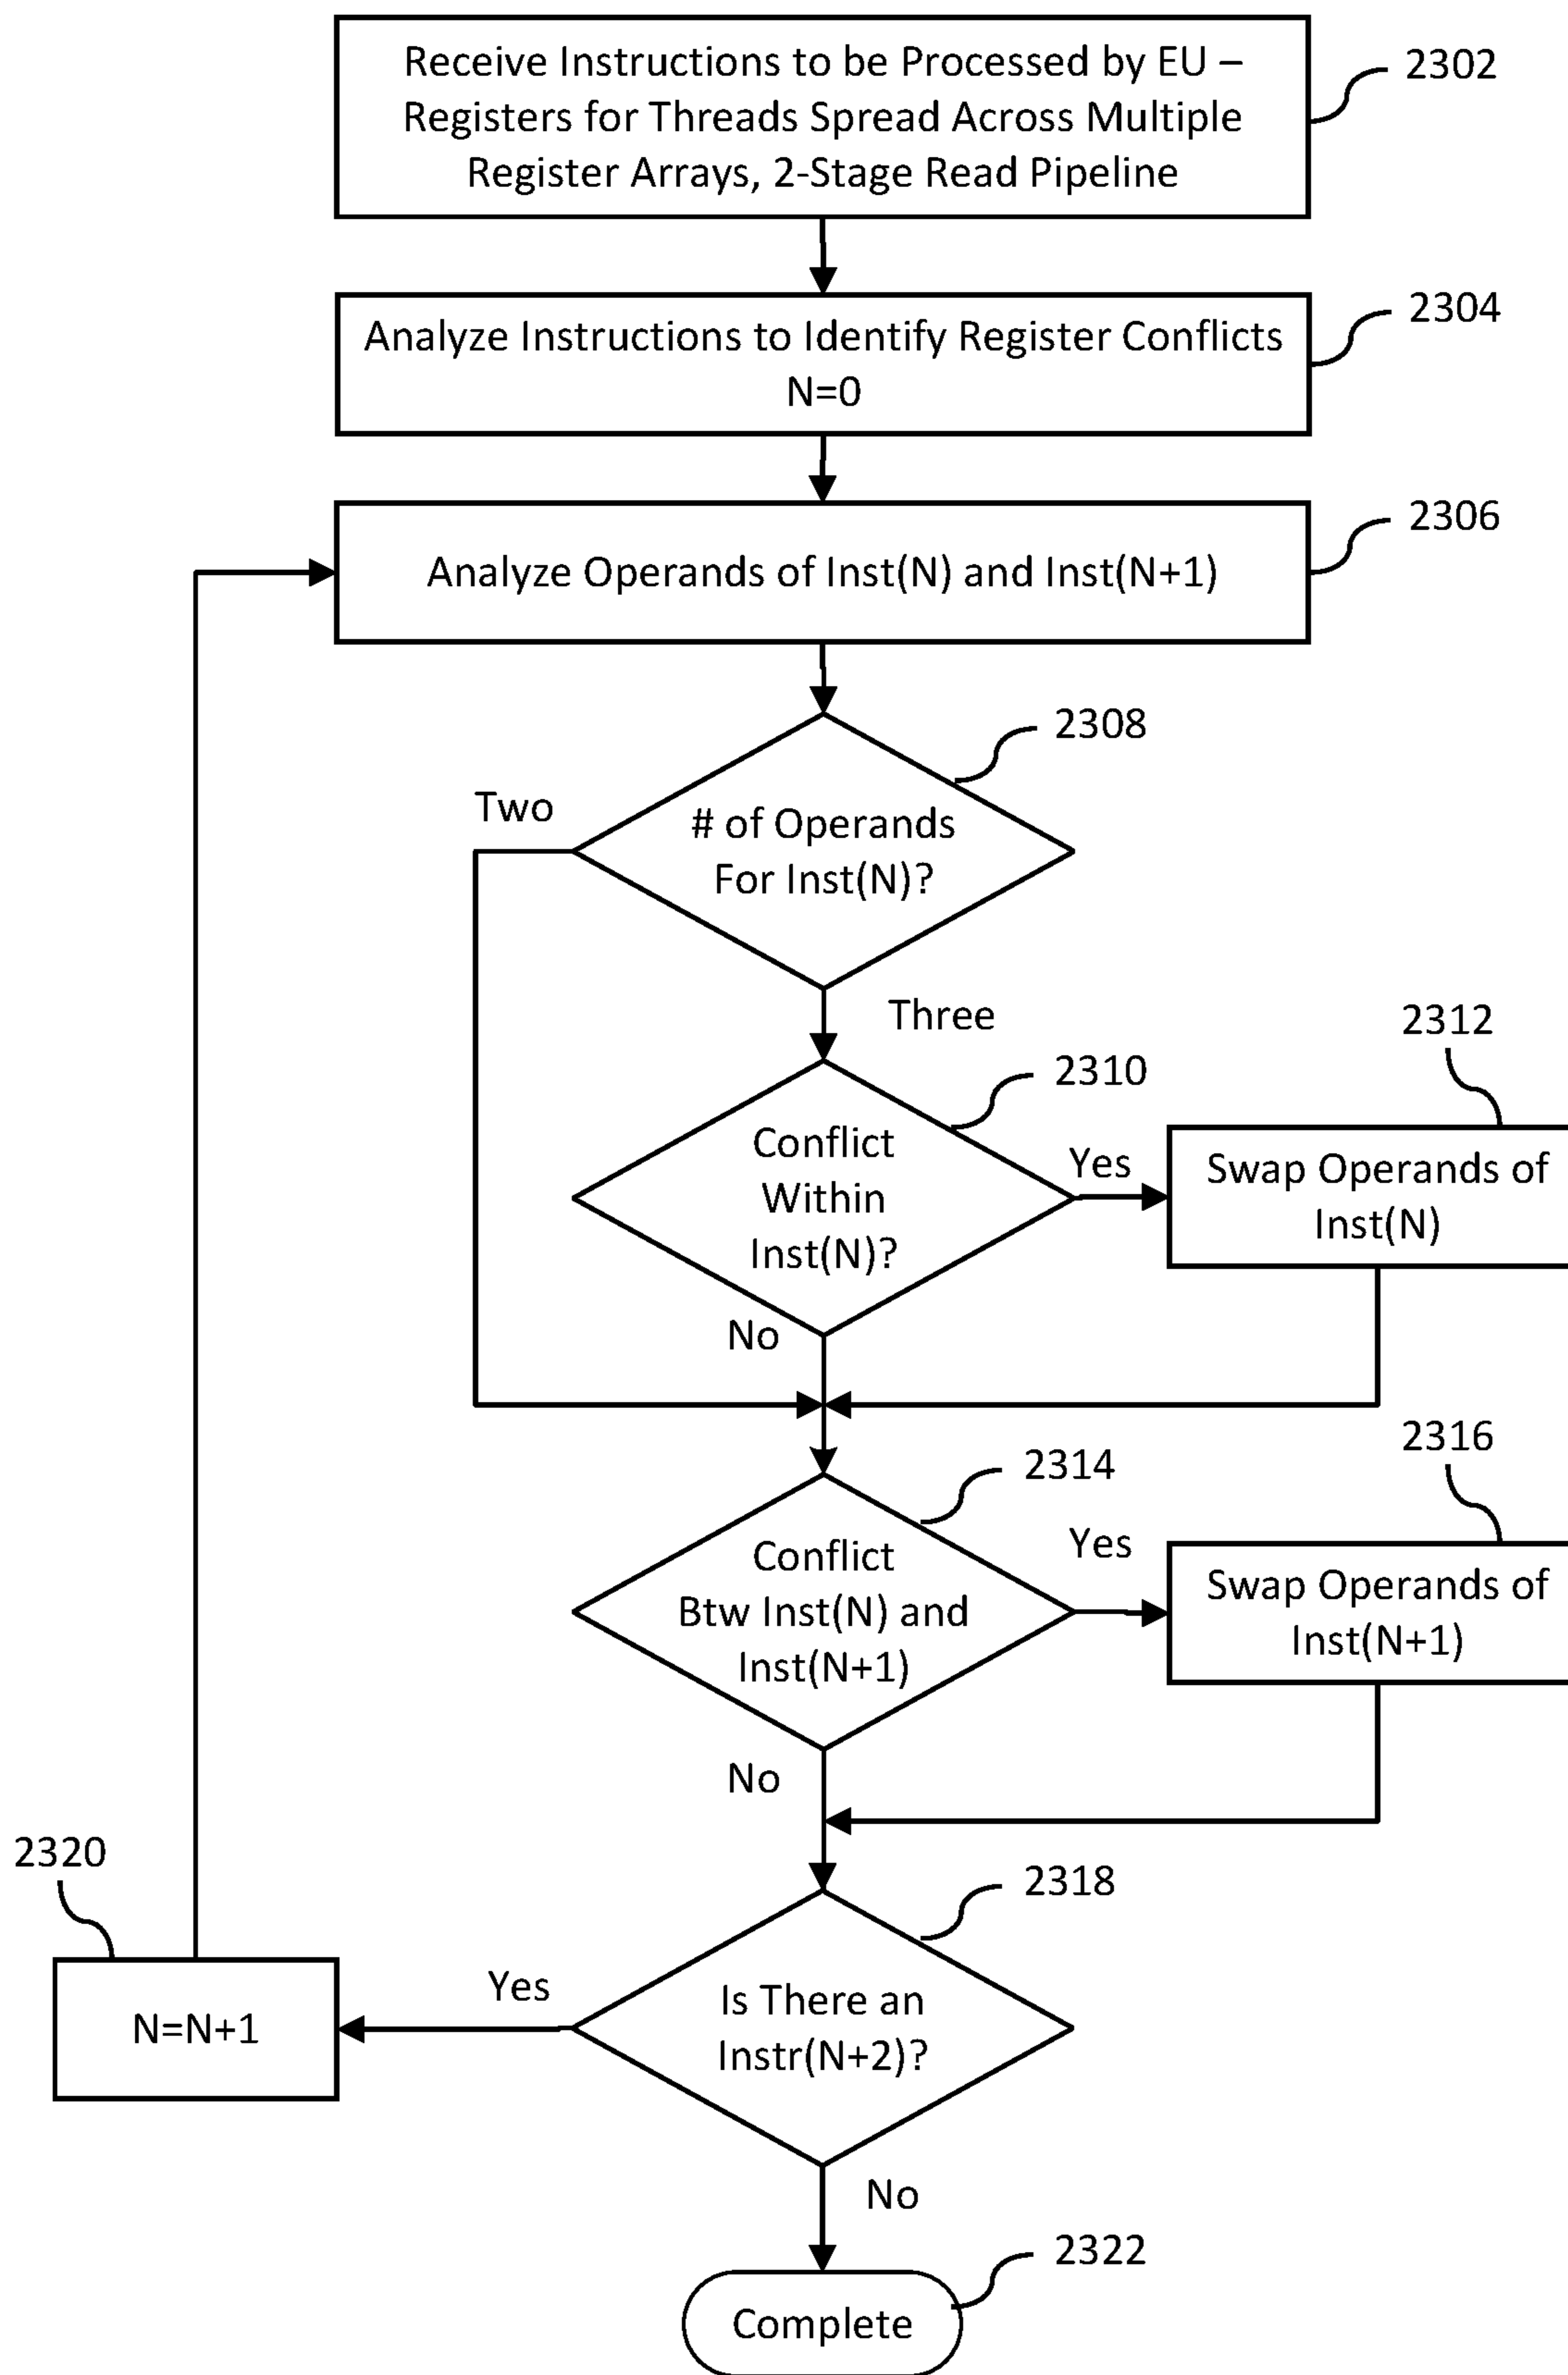 Receive Instructions to be Processed by EU –
Registers for Threads Spread Across Multiple
Register Arrays, 2-Stage Read Pipeline
2302
Analyze Instructions to Identify Register Conflicts
N=0
2304
Analyze Operands of Inst(N) and Inst(N+1)
2306
2308
Two
# of Operands
For Inst(N)?
Three
2310
2312
Conflict
Within
Inst(N)?
Yes
Swap Operands of
Inst(N)
No
2314
2316
Conflict
Btw Inst(N) and
Inst(N+1)
Yes
Swap Operands of
Inst(N+1)
No
2320
2318
N=N+1
Yes
Is There an
Instr(N+2)?
No
2322
Complete